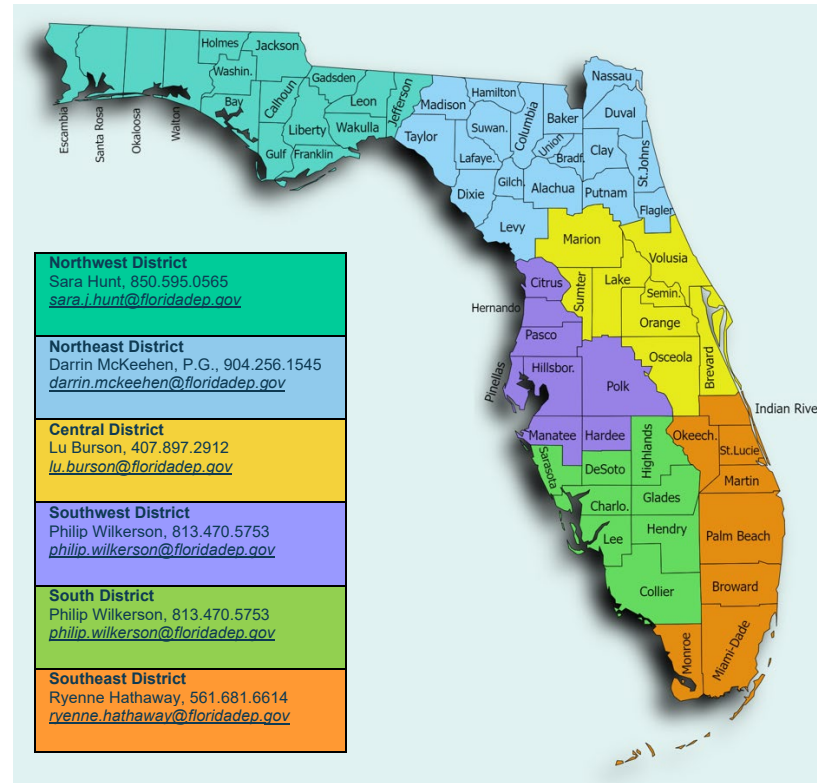 Nassau
Holmes
Jackson
Washin.
Hamilton
Gadsden
Madison
Columbia
Baker
Duval
Bay
Calhoun
Leon
Jefferson
Escambia
Santa Rosa
Okaloosa
Walton
Liberty
Wakulla
Taylor
Suwan.
Union
Bradf.
Clay
St.Johns
Gulf
Franklin
Lafaye.
Gilch.
Alachua
Putnam
Dixie
Flagler
Levy
Marion
Volusia
Citrus
Sumter
Lake
Semin.
Hernando
Orange
Pasco
Osceola
Brevard
Pinellas
Hillsbor.
Polk
Indian Rive
Manatee
Hardee
Highlands
Okeech.
St.Lucie
Sarasota
DeSoto
Martin
Charlo.
Glades
Lee
Hendry
Palm Beach
Collier
Broward
Monroe
Miami-Dade
Northwest District
Sara Hunt, 850.595.0565
sara.j.hunt@floridadep.gov
Northeast District
Darrin McKeehen, P.G., 904.256.1545
darrin.mckeehen@floridadep.gov
Central District
Lu Burson, 407.897.2912
lu.burson@floridadep.gov
Southwest District
Philip Wilkerson, 813.470.5753
philip.wilkerson@floridadep.gov
South District
Philip Wilkerson, 813.470.5753
philip.wilkerson@floridadep.gov
Southeast District
Ryenne Hathaway, 561.681.6614
ryenne.hathaway@floridadep.gov